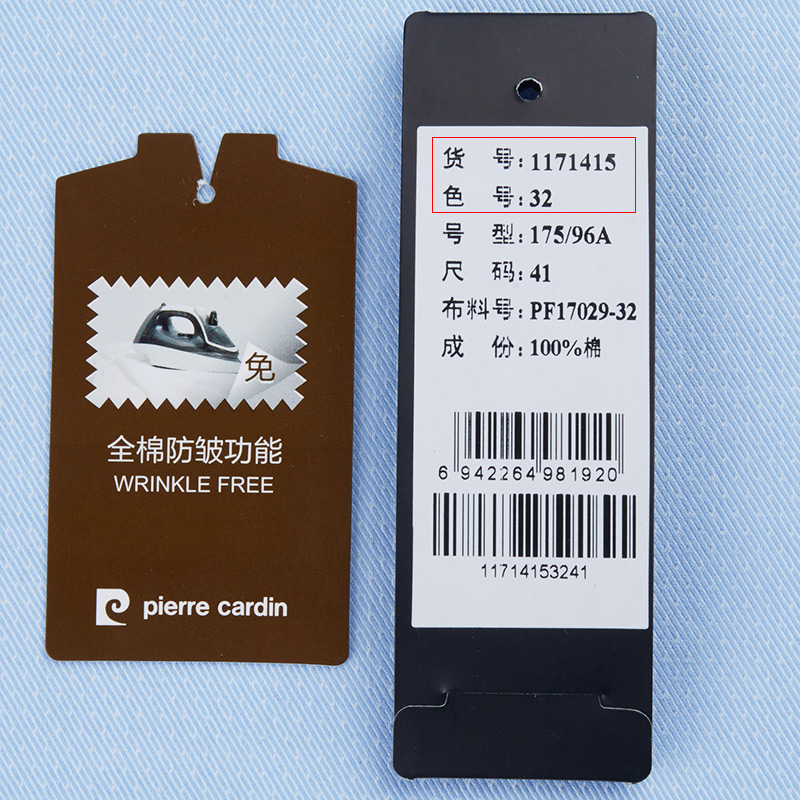 免
全棉防皱功能
WRINKLE FREE
pierre cardin
货 号: 1171415
色 号: 32
号 型: 175/96A
尺 码: 41
布料号: PF17029-32
成 份: 100%棉
6 942264 981920
11714153241